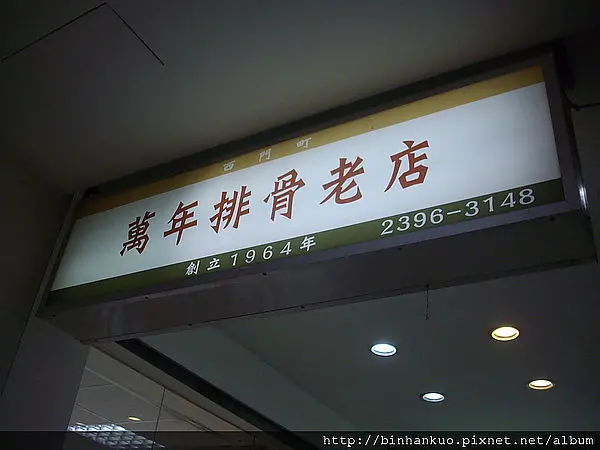 西門町
萬年排骨老店
創立1964年
2396-3148
http://binhankuo.pixnet.net/album